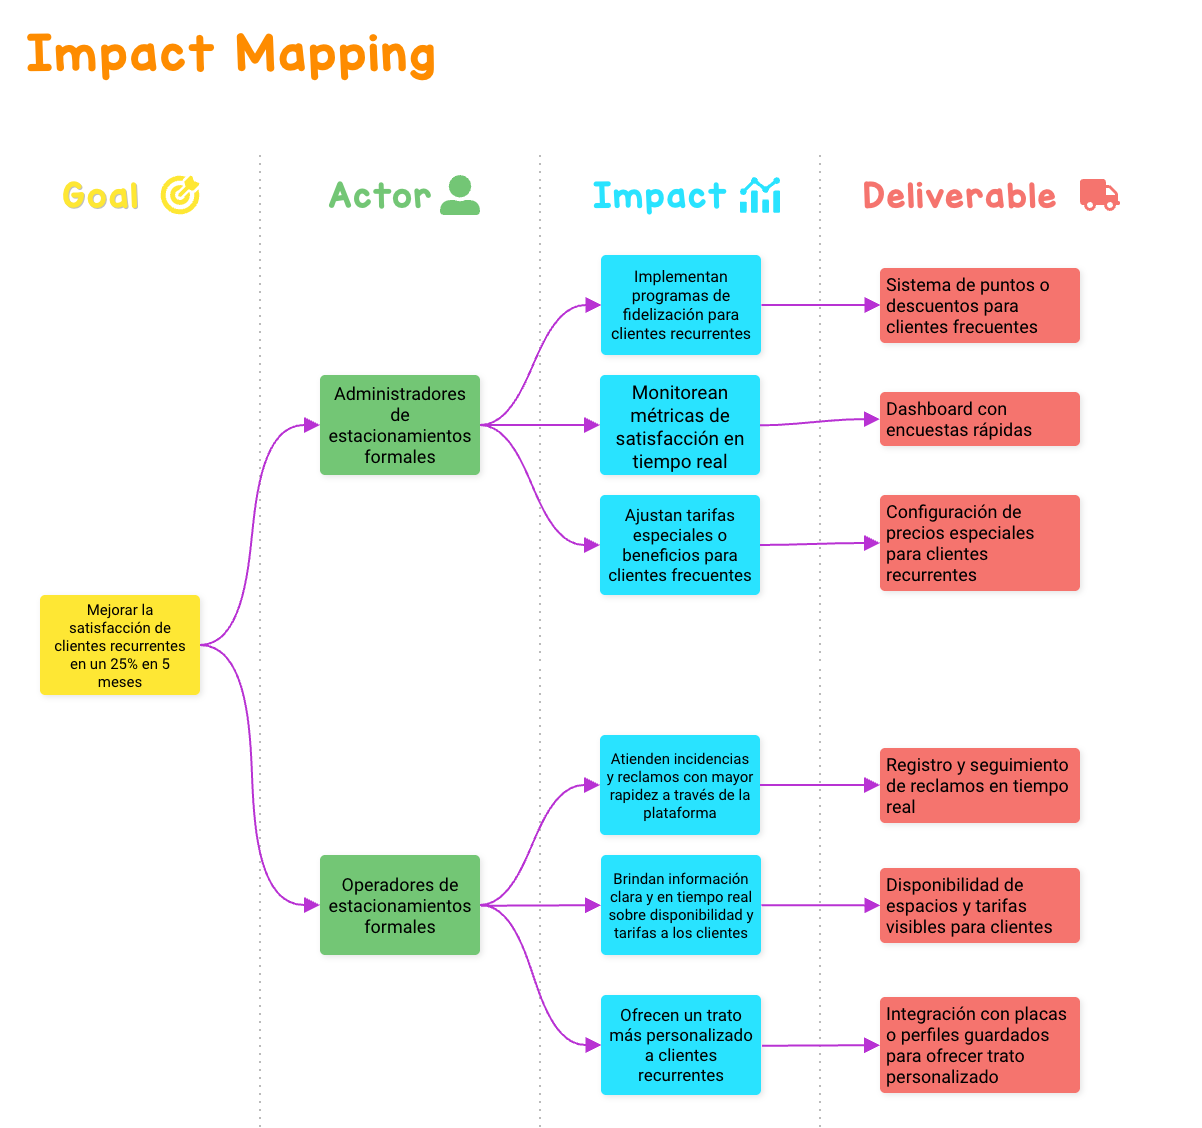 Impact Mapping
Goal
Actor
Impact
Deliverable
Mejorar la
satisfacción de
clientes recurrentes
en un 25% en 5
meses
Administradores
de
estacionamientos
formales
Implementan
programas de
fidelización para
clientes recurrentes
Sistema de puntos o
descuentos para
clientes frecuentes
Monitorean
métricas de
satisfacción en
tiempo real
Dashboard con
encuestas rápidas
Ajustan tarifas
especiales o
beneficios para
clientes frecuentes
Configuración de
precios especiales
para clientes
recurrentes
Operadores de
estacionamientos
formales
Atienden incidencias
y reclamos con mayor
rapidez a través de la
plataforma
Registro y seguimiento
de reclamos en tiempo
real
Brindan información
clara y en tiempo real
sobre disponibilidad y
tarifas a los clientes
Disponibilidad de
espacios y tarifas
visibles para clientes
Ofrecen un trato
más personalizado
a clientes
recurrentes
Integración con placas
o perfiles guardados
para ofrecer trato
personalizado